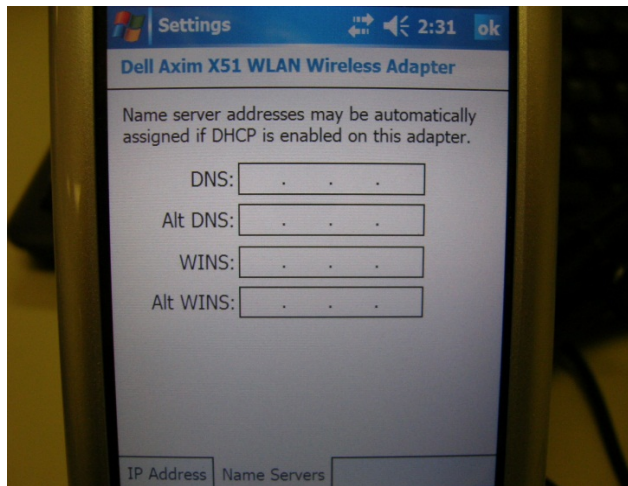 Settings 2:31 ok
Dell Axim X51 WLAN Wireless Adapter
Name server addresses may be automatically
assigned if DHCP is enabled on this adapter.
DNS: . . .
Alt DNS: . . .
WINS: . . .
Alt WINS: . . .
IP Address Name Servers